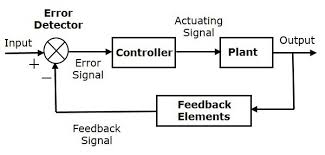 Error
Detector
Actuating
Signal
Input
Output
Controller
Plant
+
Error
Signal
−
Feedback
Elements
Feedback
Signal